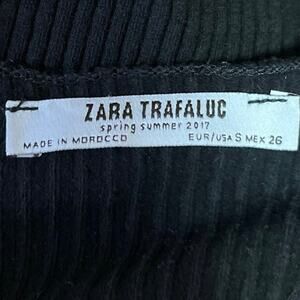 ZARA TRAFALUC
spring summer 2017
MADE IN MOROCCO EUR/USA S MEX 26